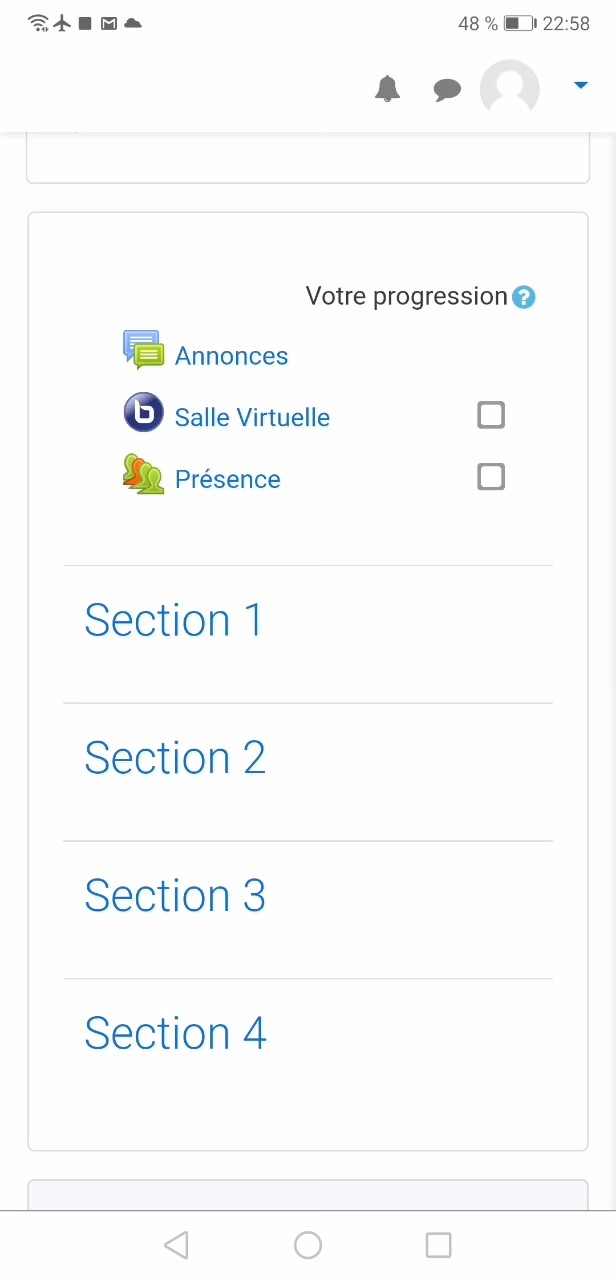 48 % 22:58
Votre progression ?
Annonces
Salle Virtuelle
Présence
Section 1
Section 2
Section 3
Section 4